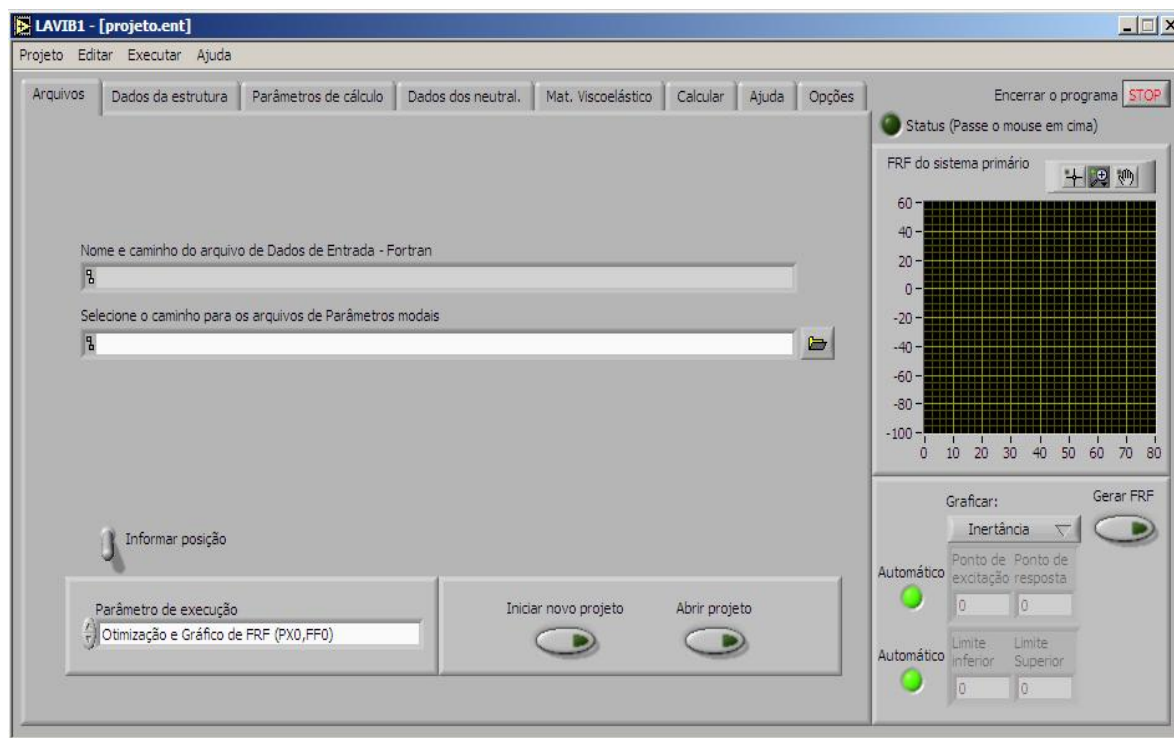 LAVIB1 - [projeto.ent]
Projeto Editar Executar Ajuda
Arquivos Dados da estrutura Parâmetros de cálculo Dados dos neutral. Mat. Viscoelástico Calcular Ajuda Opções
Encerrar o programa STOP
Status (Passe o mouse em cima)
Nome e caminho do arquivo de Dados de Entrada - Fortran
Selecione o caminho para os arquivos de Parâmetros modais
Informar posição
Parâmetro de execução
Otimização e Gráfico de FRF (PX0,FF0)
Iniciar novo projeto Abrir projeto
FRF do sistema primário
60
40
20
0
-20
-40
-60
-80
-100
0 10 20 30 40 50 60 70 80
Graficar: Gerar FRF
Inertância
Automático
Ponto de Ponto de
excitação resposta
0 0
Automático
Limite Limite
inferior Superior
0 0